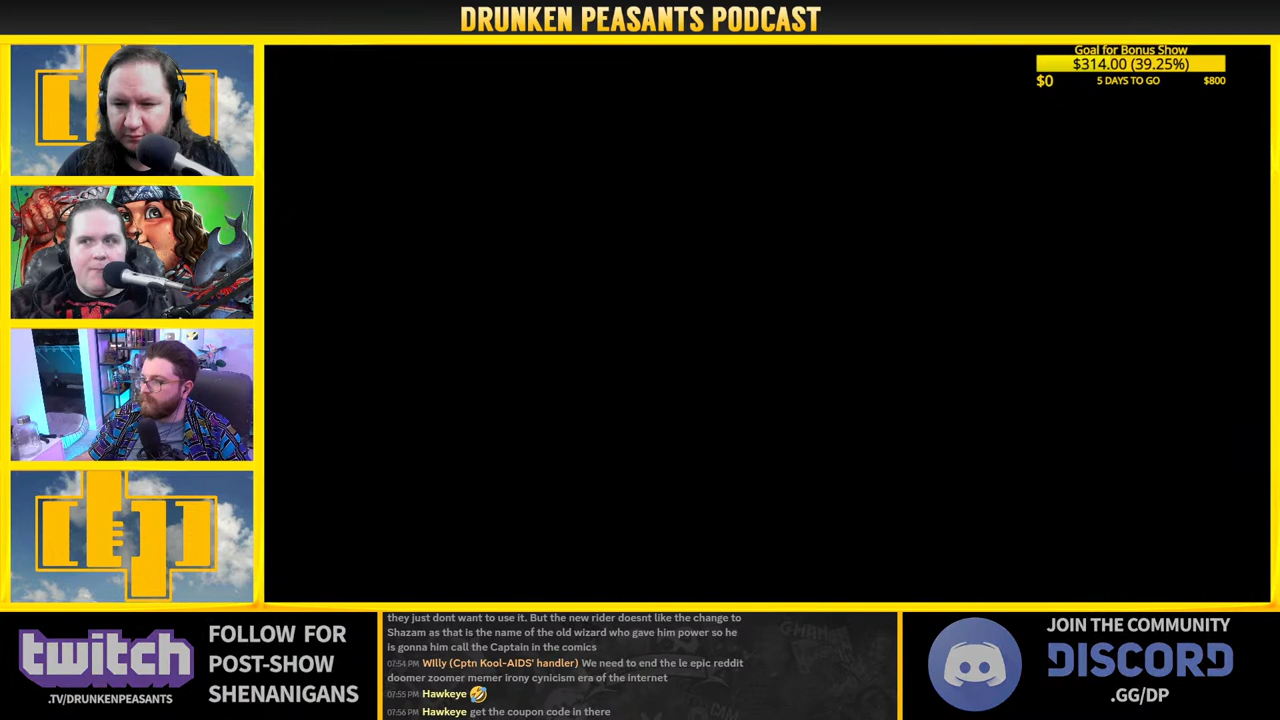 DRUNKEN PEASANTS PODCAST
Goal for Bonus Show
$314.00 (39.25%)
$0 5 DAYS TO GO $800
they just dont want to use it. But the new rider doesnt like the change to
Shazam as that is the name of the old wizard who gave him power so he
is gonna him call the Captain in the comics
07:54 PM WIlly (Cptn Kool-AIDS' handler) We need to end the le epic reddit
doomer zoomer memer irony cynicism era of the internet
07:55 PM Hawkeye 🤣
07:56 PM Hawkeye get the coupon code in there
twitch
.TV/DRUNKENPEASANTS
FOLLOW FOR
POST-SHOW
SHENANIGANS
JOIN THE COMMUNITY
DISCORD
.GG/DP